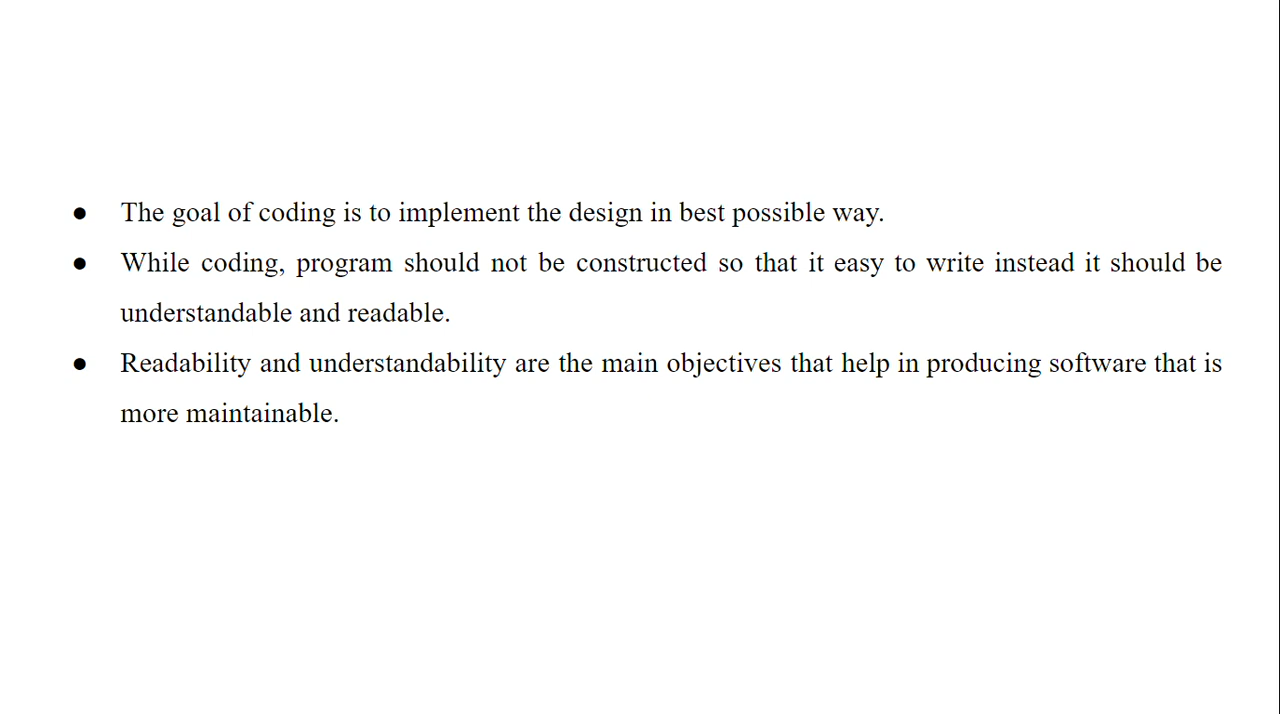 ● The goal of coding is to implement the design in best possible way.
● While coding, program should not be constructed so that it easy to write instead it should be
understandable and readable.
● Readability and understandability are the main objectives that help in producing software that is
more maintainable.